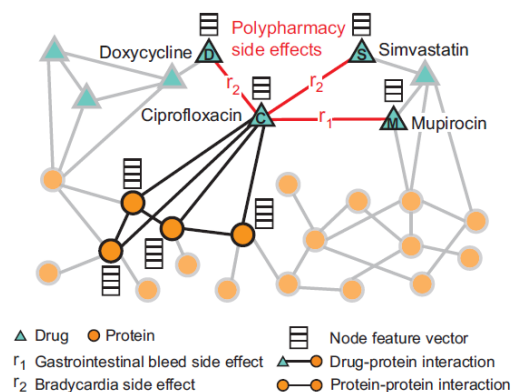 Polypharmacy
side effects
Doxycycline
D
S
Simvastatin
r2
r2
Ciprofloxacin
C
r1
M
Mupirocin
Drug
Protein
Node feature vector
r1 Gastrointestinal bleed side effect
Drug-protein interaction
r2 Bradycardia side effect
Protein-protein interaction